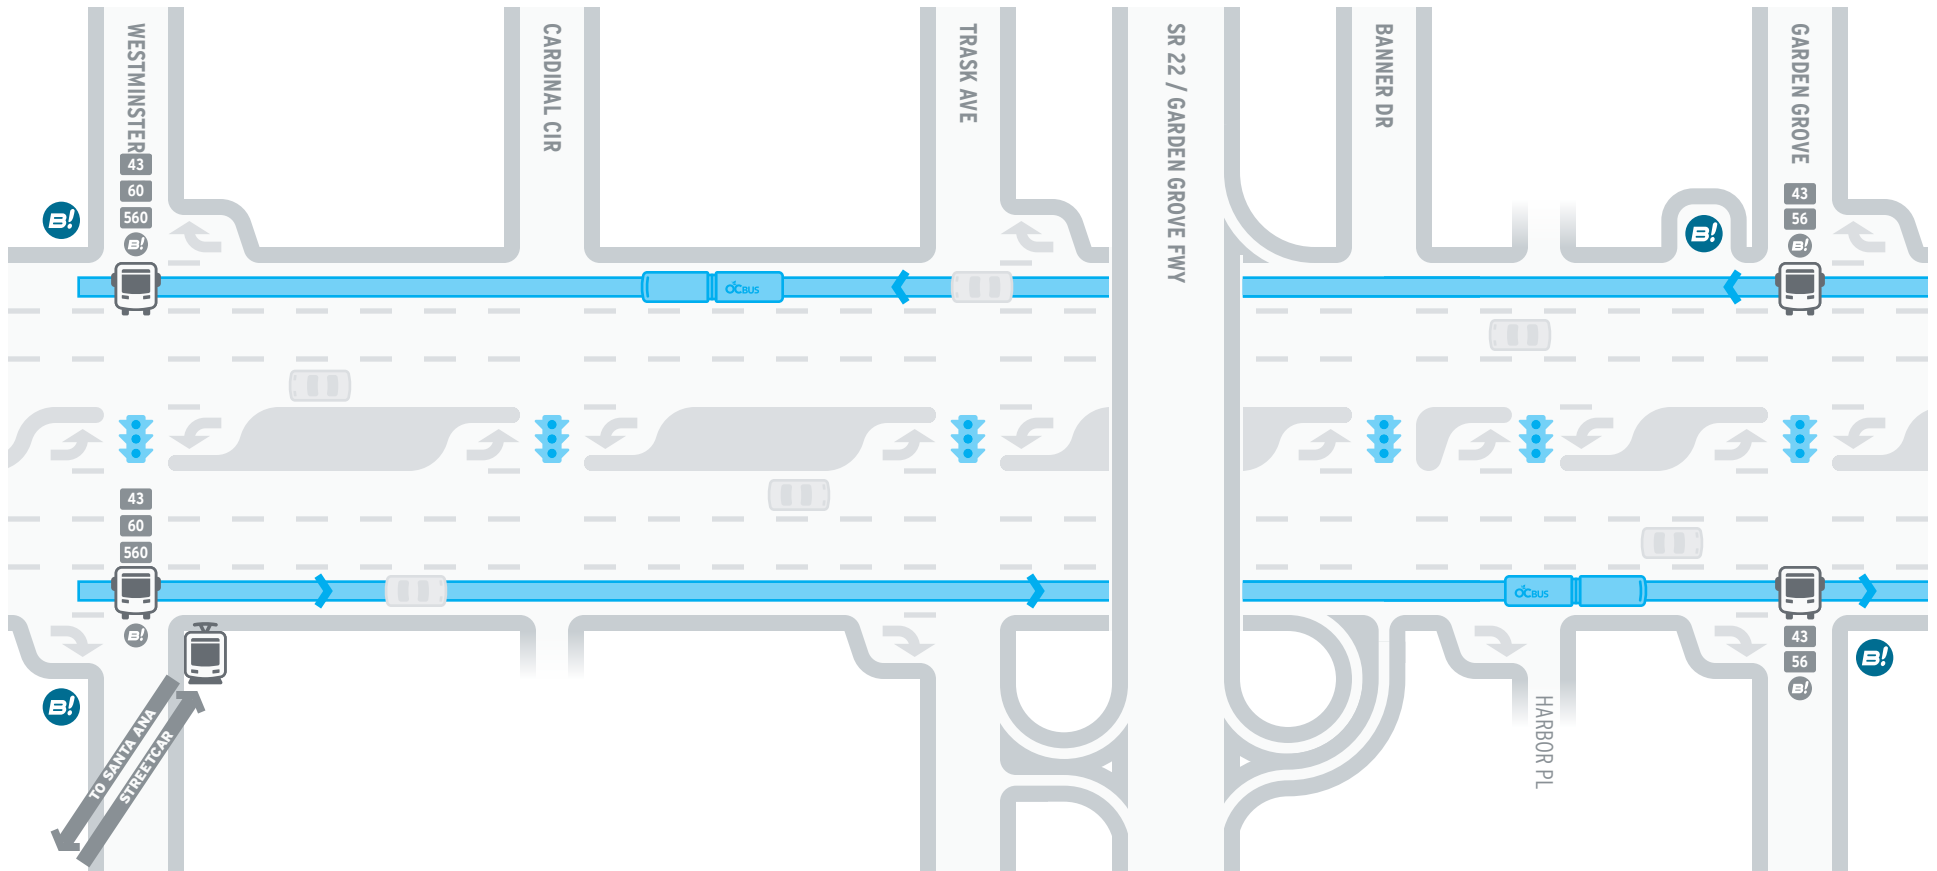 WESTMINSTER
CARDINAL CIR
TRASK AVE
SR 22 / GARDEN GROVE FWY
BANNER DR
GARDEN GROVE
43
60
560
B!
B!
43
56
B!
B!
OCBUS
43
60
560
B!
B!
OCBUS
43
56
B!
B!
TO SANTA ANA
STREETCAR
HARBOR PL